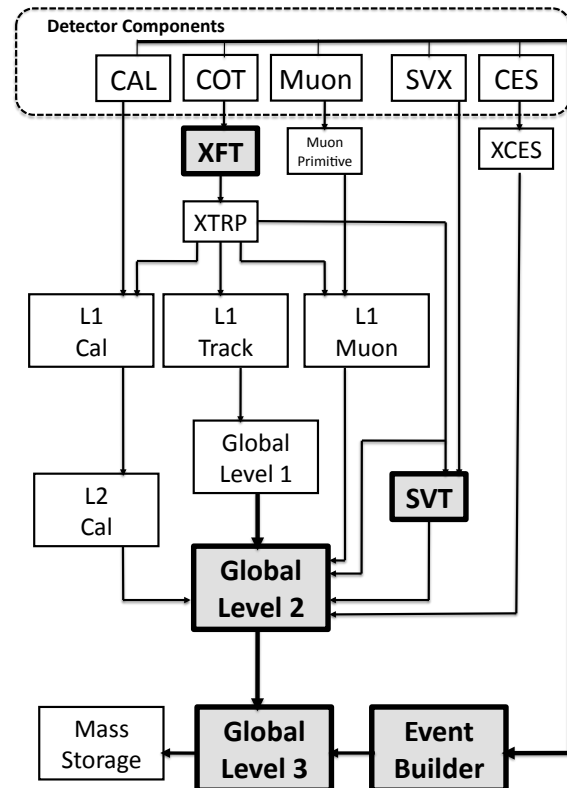 Detector Components
CAL
COT
Muon
SVX
CES
XFT
Muon
Primitive
XCES
XTRP
L1
Cal
L1
Track
L1
Muon
Global
Level 1
L2
Cal
SVT
Global
Level 2
Mass
Storage
Global
Level 3
Event
Builder